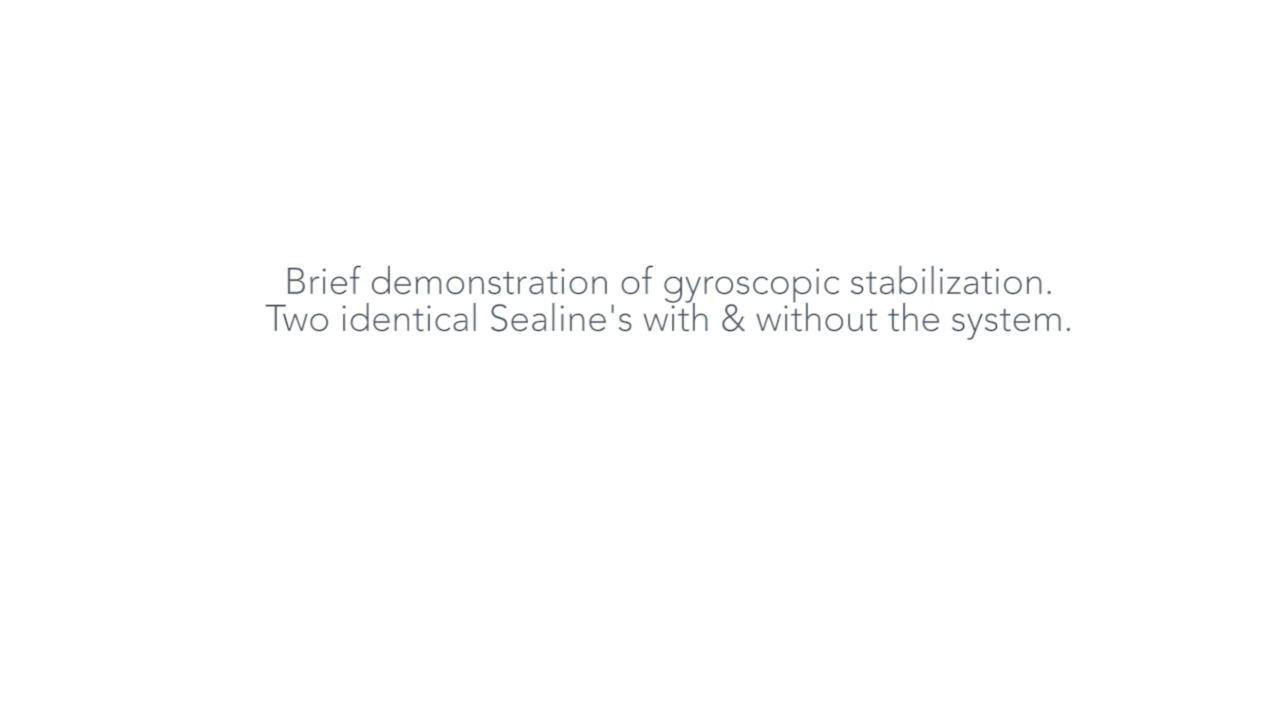 Brief demonstration of gyroscopic stabilization.
Two identical Sealine's with & without the system.